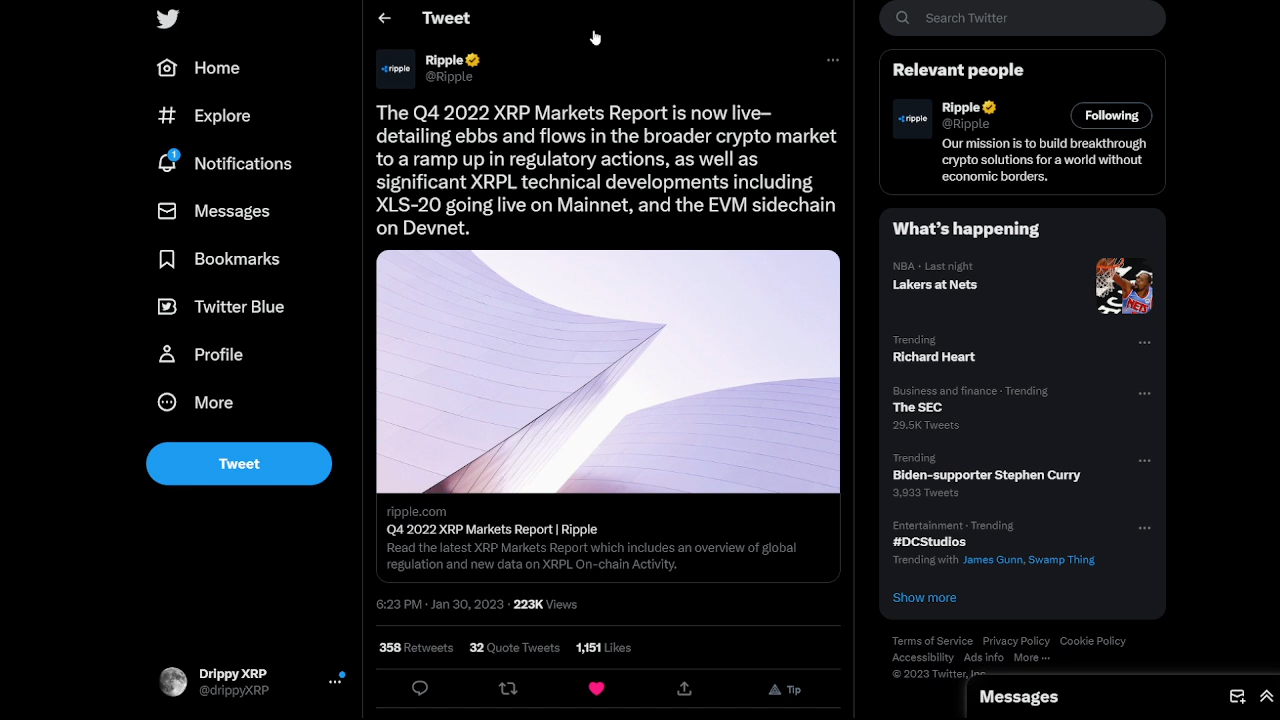 Home
Explore
1
Notifications
Messages
Bookmarks
Twitter Blue
Profile
More
Tweet
Drippy XRP
@drippyXRP
Tweet
ripple
Ripple
@Ripple
The Q4 2022 XRP Markets Report is now live–
detailing ebbs and flows in the broader crypto market
to a ramp up in regulatory actions, as well as
significant XRPL technical developments including
XLS-20 going live on Mainnet, and the EVM sidechain
on Devnet.
ripple.com
Q4 2022 XRP Markets Report | Ripple
Read the latest XRP Markets Report which includes an overview of global
regulation and new data on XRPL On-chain Activity.
6:23 PM · Jan 30, 2023 · 223K Views
358 Retweets 32 Quote Tweets 1,151 Likes
Tip
Search Twitter
Relevant people
ripple
Ripple
@Ripple
Following
Our mission is to build breakthrough
crypto solutions for a world without
economic borders.
What's happening
NBA · Last night
Lakers at Nets
NETS
Trending
Richard Heart
Business and finance · Trending
The SEC
29.5K Tweets
Trending
Biden-supporter Stephen Curry
3,933 Tweets
Entertainment · Trending
#DCStudios
Trending with James Gunn, Swamp Thing
Show more
Terms of Service Privacy Policy Cookie Policy
Accessibility Ads info More ···
© 2023 Twitter, Inc.
Messages